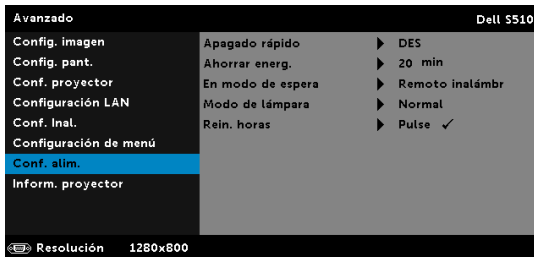 Avanzado Dell S510
Config. imagen
Config. pant.
Conf. proyector
Configuración LAN
Conf. Inal.
Configuración de menú
Conf. alim.
Inform. proyector
Apagado rápido DES
Ahorrar energ. 20 min
En modo de espera Remoto inalámbr
Modo de lámpara Normal
Rein. horas Pulse ✓
Resolución 1280x800